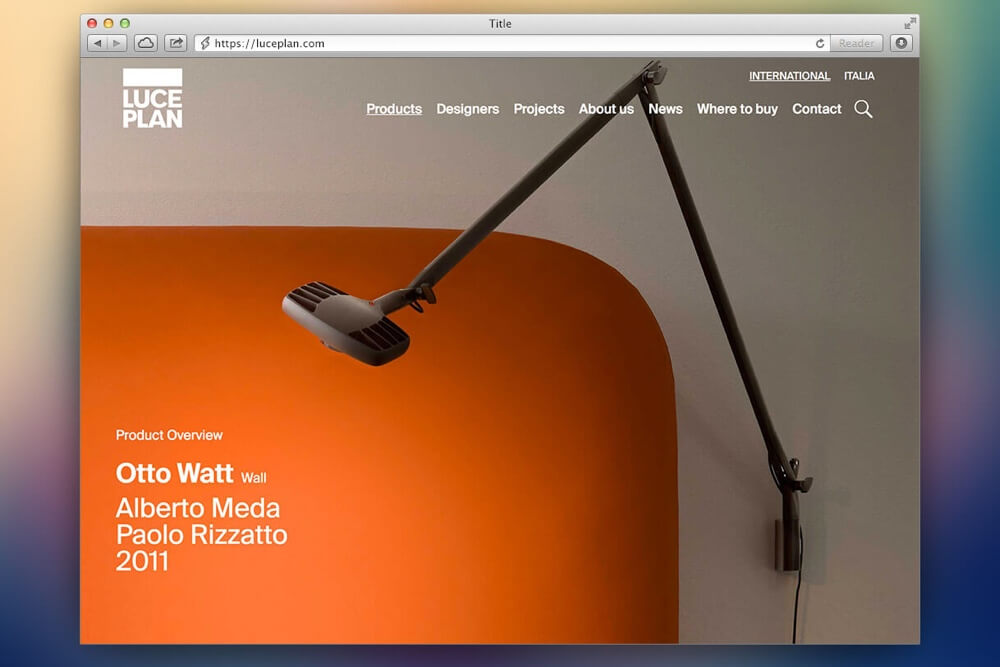 Title
https://luceplan.com
Reader
LUCE
PLAN
INTERNATIONAL ITALIA
Products Designers Projects About us News Where to buy Contact
Product Overview
Otto Watt Wall
Alberto Meda
Paolo Rizzatto
2011